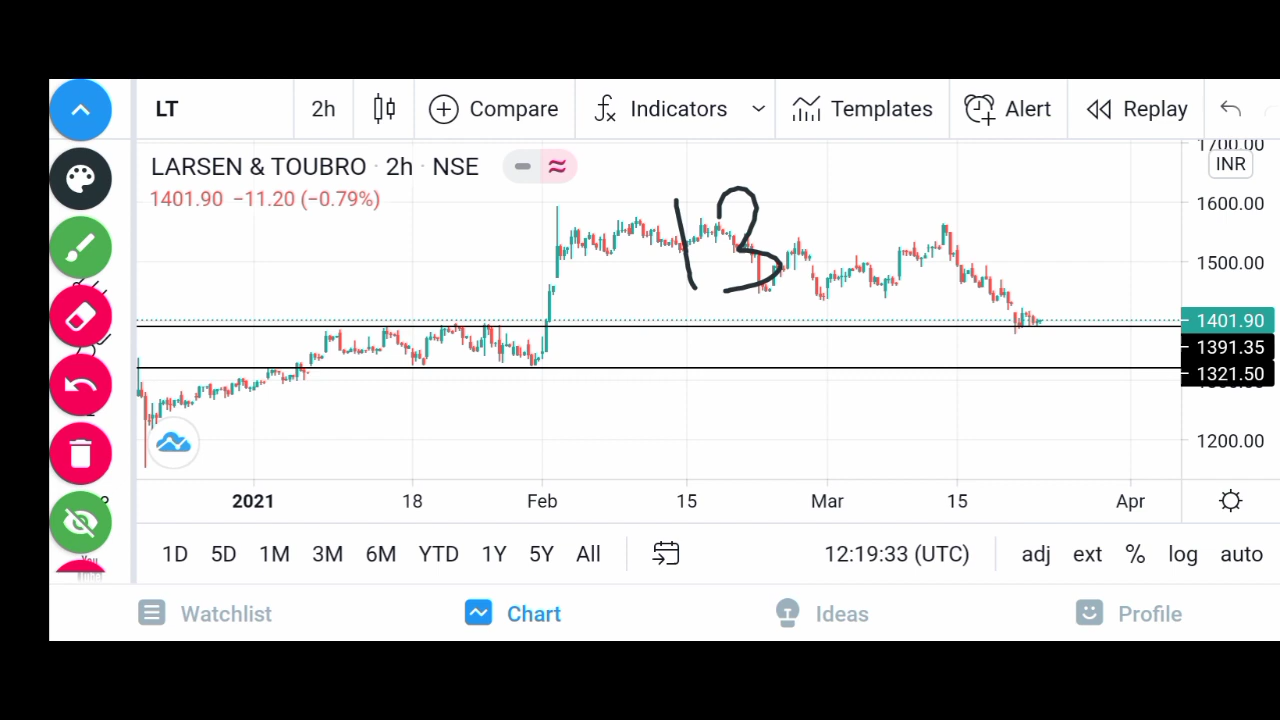 LT 2h Compare Indicators Templates Alert Replay
LARSEN & TOUBRO · 2h · NSE
1401.90 −11.20 (−0.79%)
13
1700.00
INR
1600.00
1500.00
1401.90
1391.35
1321.50
1200.00
2021 18 Feb 15 Mar 15 Apr
1D 5D 1M 3M 6M YTD 1Y 5Y All 12:19:33 (UTC) adj ext % log auto
Watchlist Chart Ideas Profile